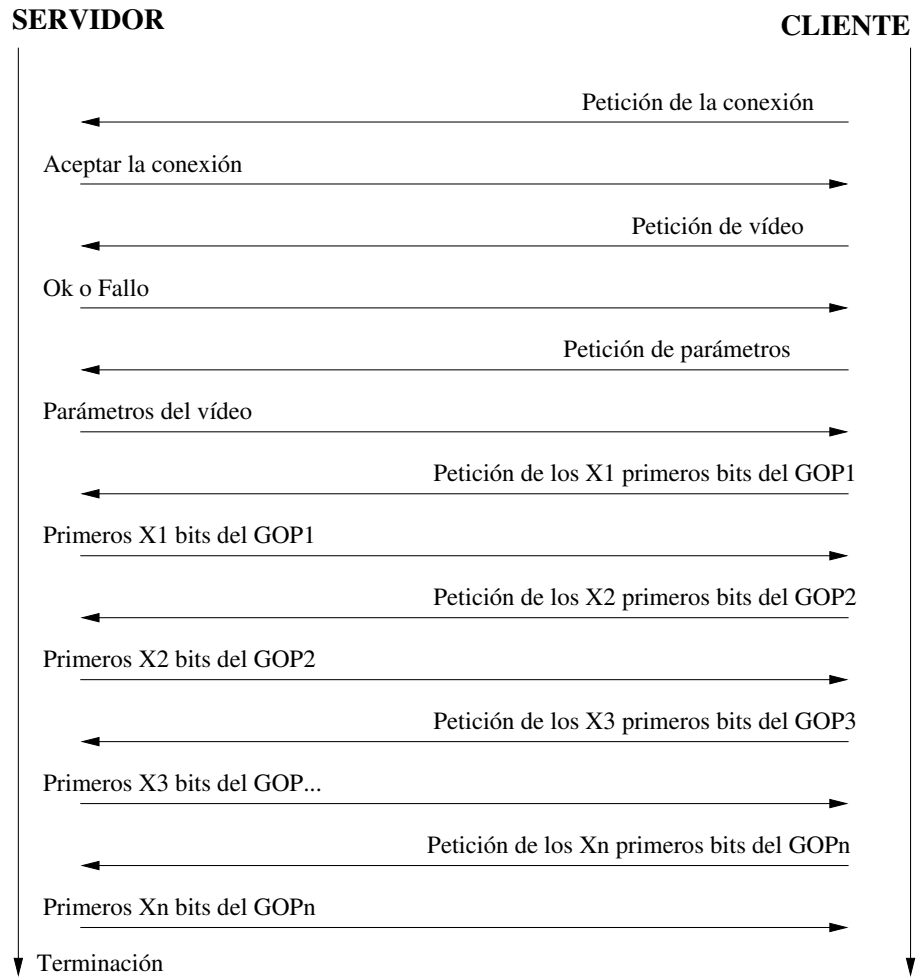 SERVIDOR
CLIENTE
Petición de la conexión
Aceptar la conexión
Petición de vídeo
Ok o Fallo
Petición de parámetros
Parámetros del vídeo
Petición de los X1 primeros bits del GOP1
Primeros X1 bits del GOP1
Petición de los X2 primeros bits del GOP2
Primeros X2 bits del GOP2
Petición de los X3 primeros bits del GOP3
Primeros X3 bits del GOP...
Petición de los Xn primeros bits del GOPn
Primeros Xn bits del GOPn
Terminación